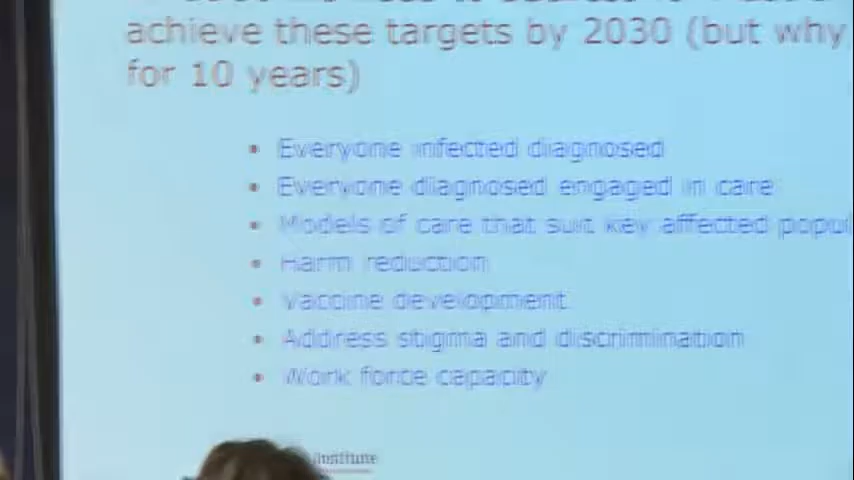 achieve these targets by 2030 (but why
for 10 years)
• Everyone infected diagnosed
• Everyone diagnosed engaged in care
• Models of care that suit key affected
• Harm reduction
• Vaccine development
• Address stigma and discrimination
• Work force capacity
Institute